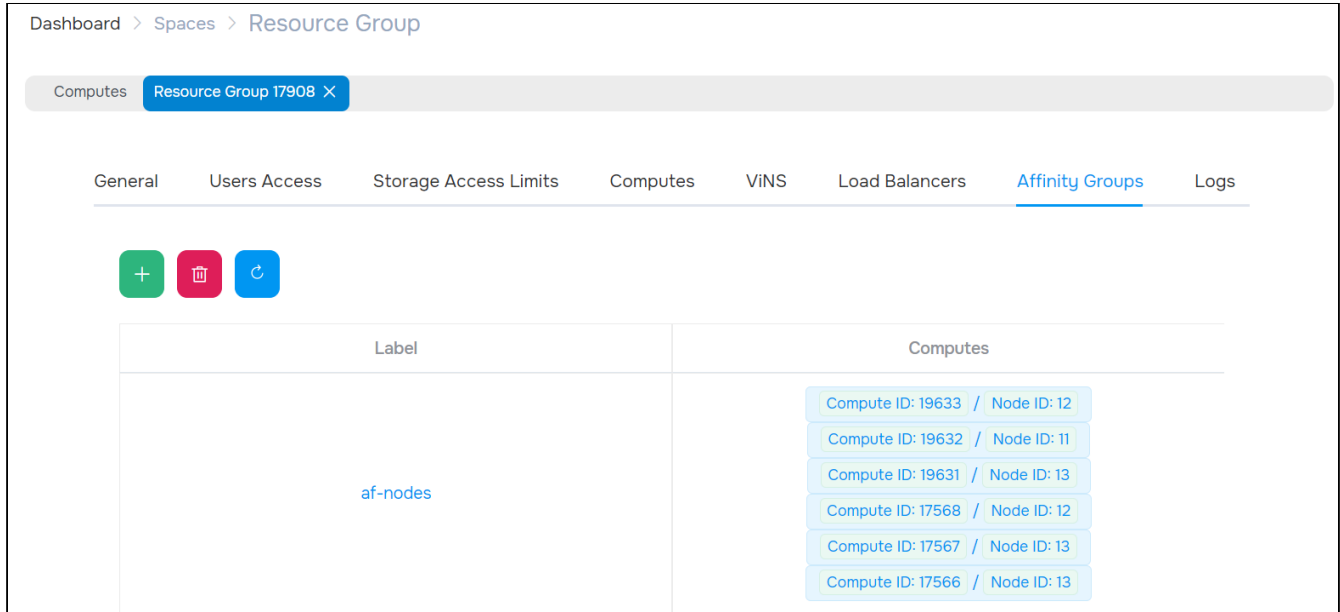 Dashboard > Spaces > Resource Group
Computes Resource Group 17908 ×
General Users Access Storage Access Limits Computes ViNS Load Balancers Affinity Groups Logs
Label Computes
Compute ID: 19633 / Node ID: 12
Compute ID: 19632 / Node ID: 11
Compute ID: 19631 / Node ID: 13
af-nodes
Compute ID: 17568 / Node ID: 12
Compute ID: 17567 / Node ID: 13
Compute ID: 17566 / Node ID: 13